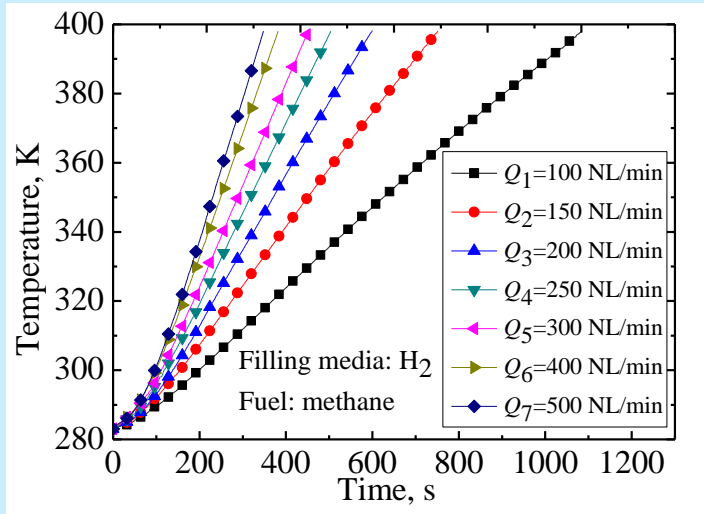 400
380
360
340
320
300
280
Temperature, K
0
200
400
600
800
1000
1200
Time, s
Filling media: H2
Fuel: methane
Q1=100 NL/min
Q2=150 NL/min
Q3=200 NL/min
Q4=250 NL/min
Q5=300 NL/min
Q6=400 NL/min
Q7=500 NL/min